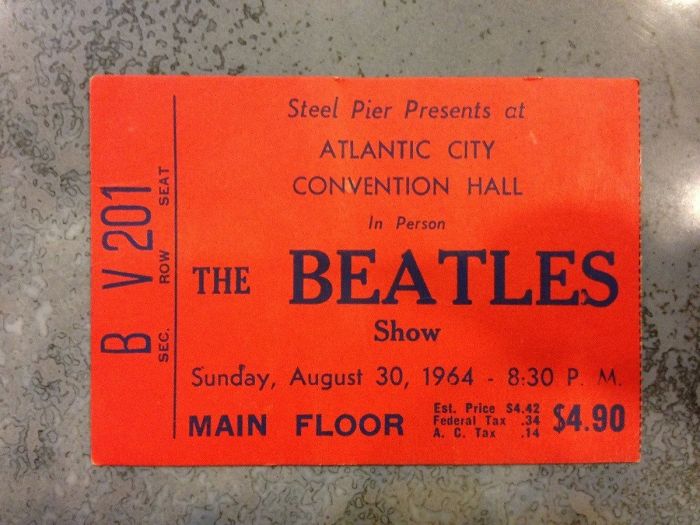 Steel Pier Presents at
ATLANTIC CITY
CONVENTION HALL
In Person
THE BEATLES
Show
Sunday, August 30, 1964 - 8:30 P. M.
MAIN FLOOR
Est. Price $4.42
Federal Tax .34
A. C. Tax .14
$4.90
B V 201
SEC. ROW SEAT